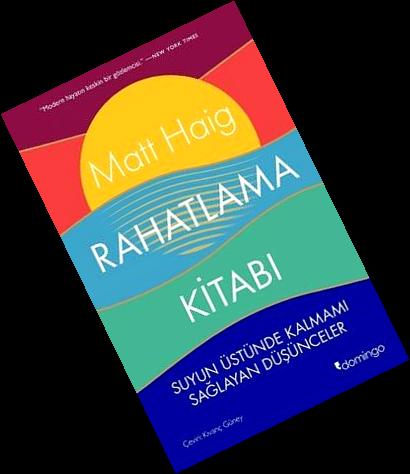 "Modern hayatın keskin bir gözlemcisi." —NEW YORK TIMES
Matt Haig
RAHATLAMA
KİTABI
SUYUN ÜSTÜNDE KALMAMI
SAĞLAYAN DÜŞÜNCELER
domingo
Çeviri: Kıvanç Güney